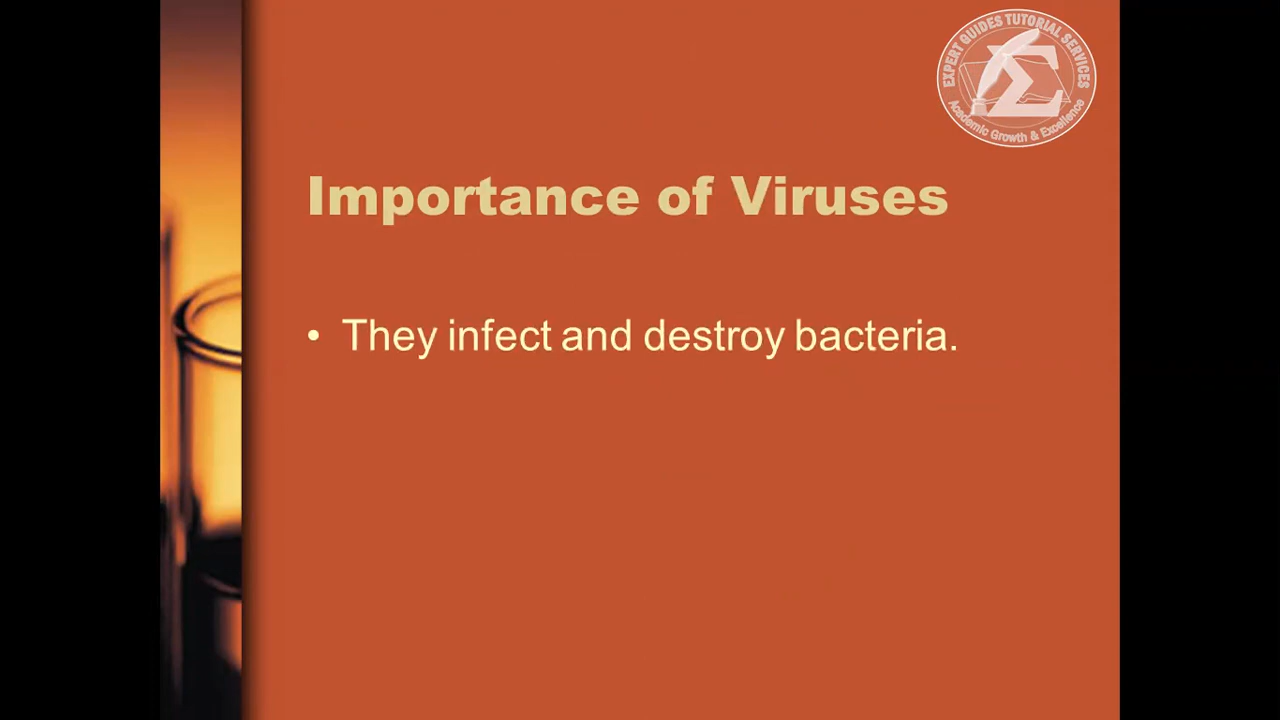 EXPERT GUIDES TUTORIAL SERVICES
Academic Growth & Excellence
Importance of Viruses
• They infect and destroy bacteria.